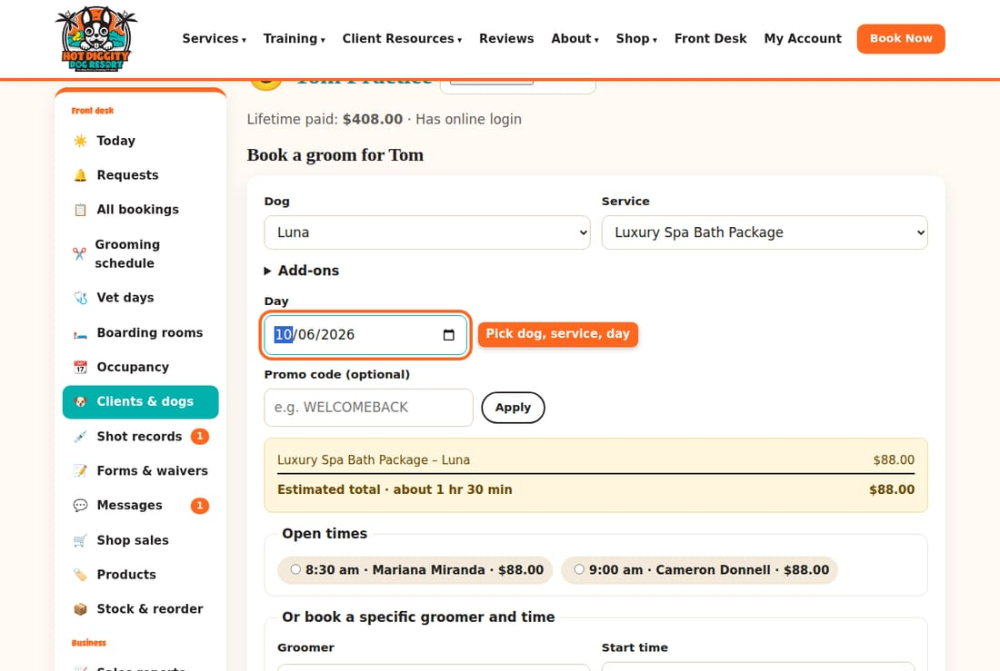 HOT DIGGITY
DOG RESORT
Services ▾
Training ▾
Client Resources ▾
Reviews
About ▾
Shop ▾
Front Desk
My Account
Book Now
Front desk
Today
Requests
All bookings
Grooming
schedule
Vet days
Boarding rooms
Occupancy
Clients & dogs
Shot records 1
Forms & waivers
Messages 1
Shop sales
Products
Stock & reorder
Business
Sales reports
Tom Practice
Lifetime paid: $408.00 · Has online login
Book a groom for Tom
Dog
Service
Luna
Luxury Spa Bath Package
▶ Add-ons
Day
10/06/2026
Pick dog, service, day
Promo code (optional)
e.g. WELCOMEBACK
Apply
Luxury Spa Bath Package – Luna $88.00
Estimated total · about 1 hr 30 min $88.00
Open times
8:30 am · Mariana Miranda · $88.00
9:00 am · Cameron Donnell · $88.00
Or book a specific groomer and time
Groomer
Start time